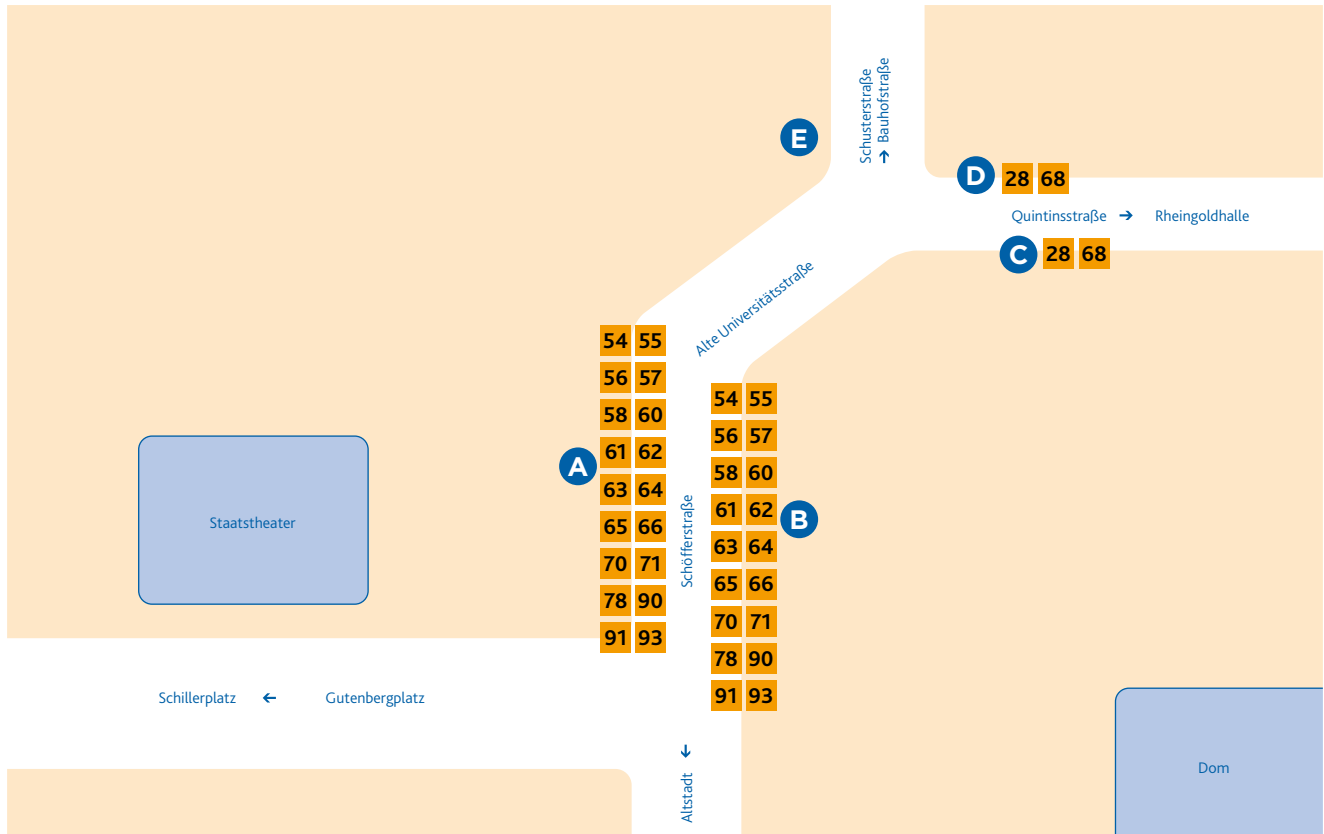 Schusterstraße
→ Bauhofstraße
E
D 28 68
Quintinsstraße → Rheingoldhalle
C 28 68
Alte Universitätsstraße
A
54 55
56 57
58 60
61 62
63 64
65 66
70 71
78 90
91 93
Schöfferstraße
B
54 55
56 57
58 60
61 62
63 64
65 66
70 71
78 90
91 93
Staatstheater
Schillerplatz ← Gutenbergplatz
Altstadt ←
Dom